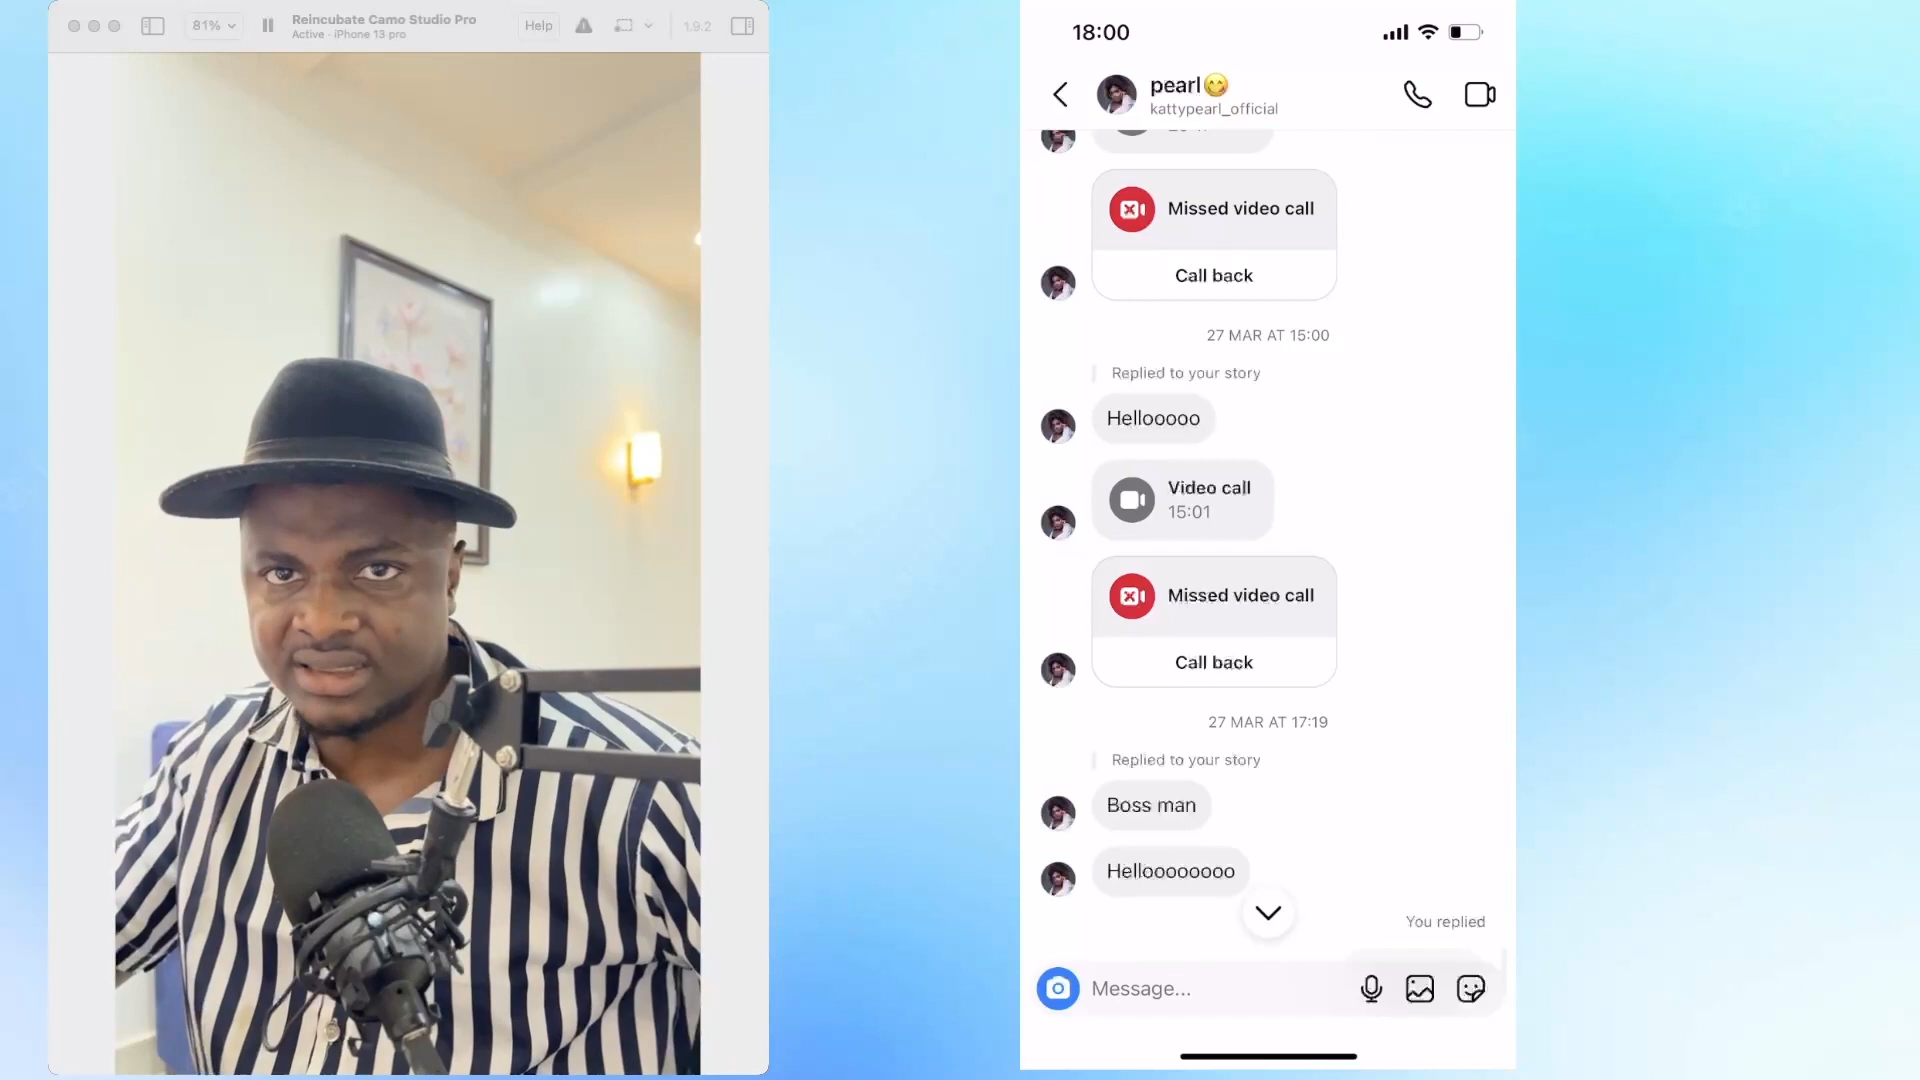 81%
Reincubate Camo Studio Pro
Active - iPhone 13 pro
Help
1.9.2
18:00
pearl😋
kattypearl_official
Missed video call
Call back
27 MAR AT 15:00
Replied to your story
Hellooooo
Video call
15:01
Missed video call
Call back
27 MAR AT 17:19
Replied to your story
Boss man
Helloooooooo
You replied
Message...